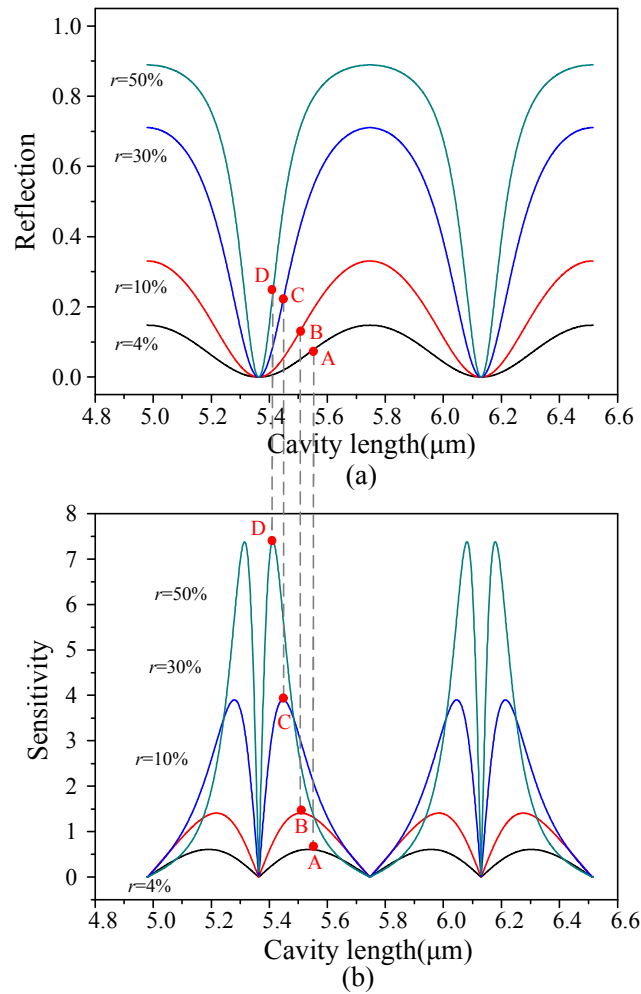 1.0
0.8
0.6
0.4
0.2
0.0
Reflection
r=50%
r=30%
r=10%
r=4%
D
C
B
A
4.8 5.0 5.2 5.4 5.6 5.8 6.0 6.2 6.4 6.6
Cavity length(μm)
(a)
8
7
6
5
4
3
2
1
0
Sensitivity
D
r=50%
r=30%
C
r=10%
B
A
r=4%
4.8 5.0 5.2 5.4 5.6 5.8 6.0 6.2 6.4 6.6
Cavity length(μm)
(b)